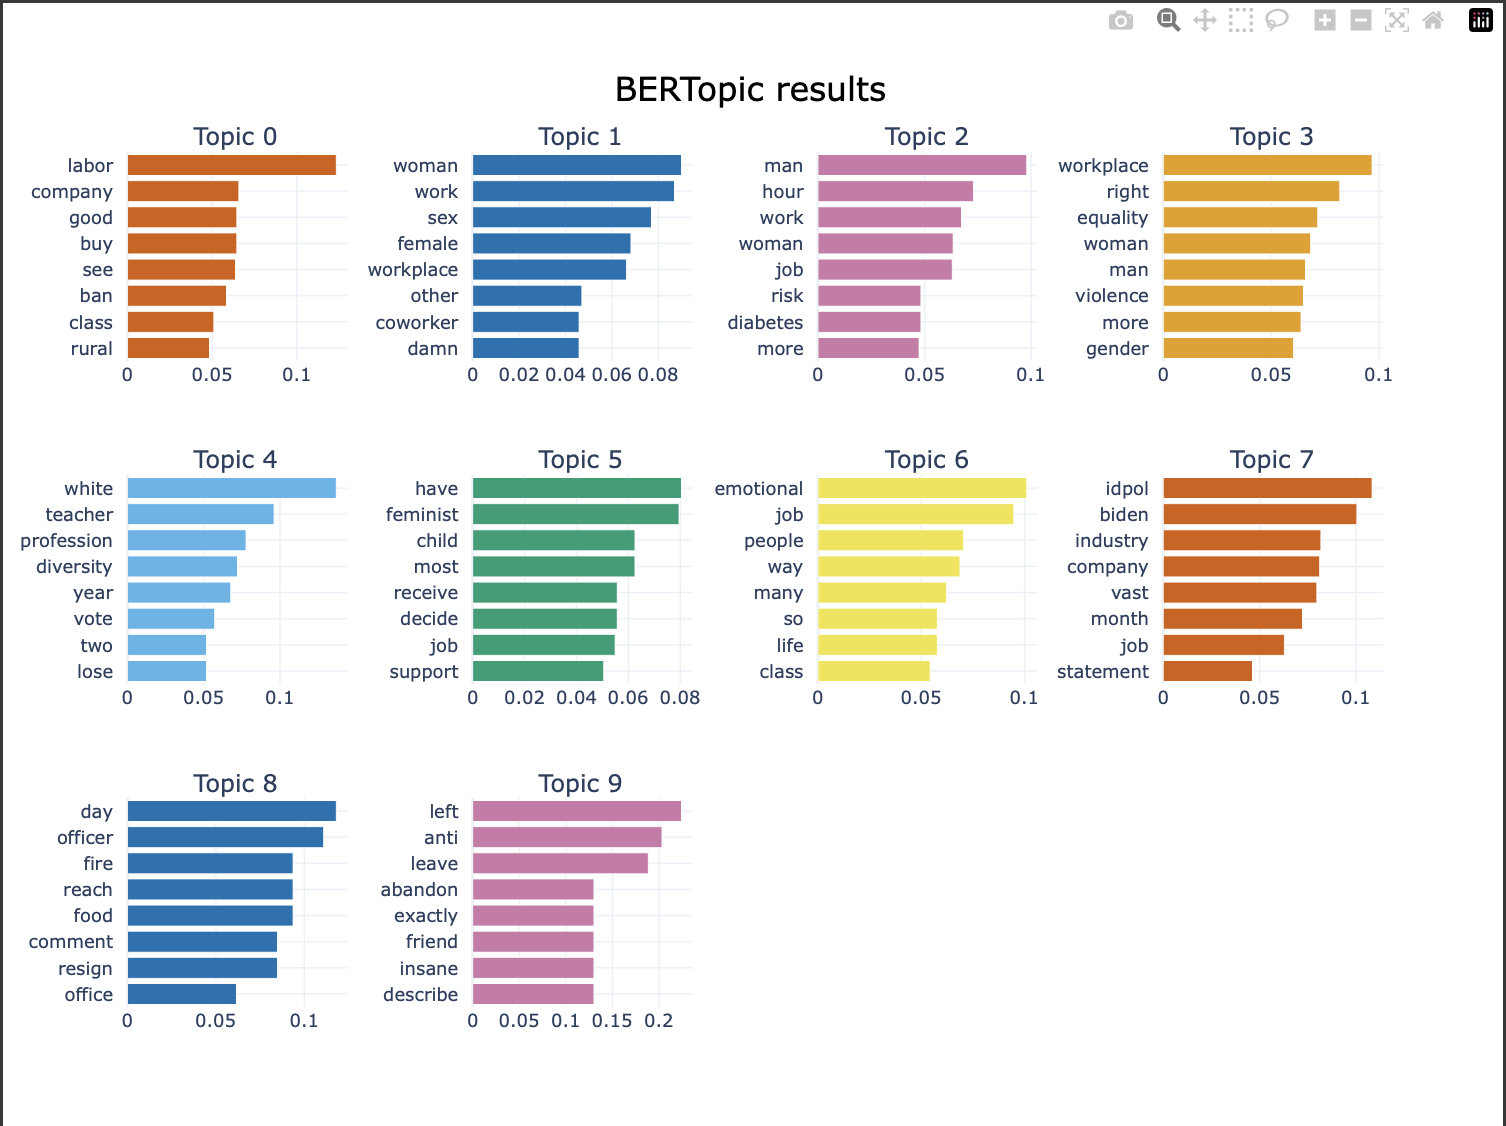 BERTopic results
Topic 0
labor
company
good
buy
see
ban
class
rural
0 0.05 0.1
Topic 1
woman
work
sex
female
workplace
other
coworker
damn
0 0.02 0.04 0.06 0.08
Topic 2
man
hour
work
woman
job
risk
diabetes
more
0 0.05 0.1
Topic 3
workplace
right
equality
woman
man
violence
more
gender
0 0.05 0.1
Topic 4
white
teacher
profession
diversity
year
vote
two
lose
0 0.05 0.1
Topic 5
have
feminist
child
most
receive
decide
job
support
0 0.02 0.04 0.06 0.08
Topic 6
emotional
job
people
way
many
so
life
class
0 0.05 0.1
Topic 7
idpol
biden
industry
company
vast
month
job
statement
0 0.05 0.1
Topic 8
day
officer
fire
reach
food
comment
resign
office
0 0.05 0.1
Topic 9
left
anti
leave
abandon
exactly
friend
insane
describe
0 0.05 0.1 0.15 0.2